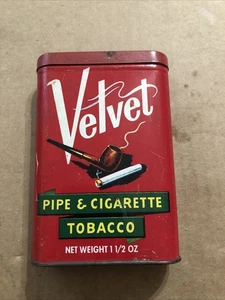 Velvet
PIPE & CIGARETTE
TOBACCO
NET WEIGHT 1 1/2 OZ